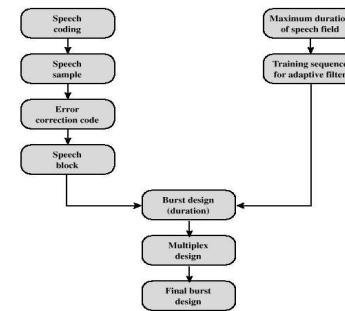 Speech
coding
Speech
sample
Error
correction code
Speech
block
Maximum duration
of speech field
Training sequence
for adaptive filter
Burst design
(duration)
Multiplex
design
Final burst
design